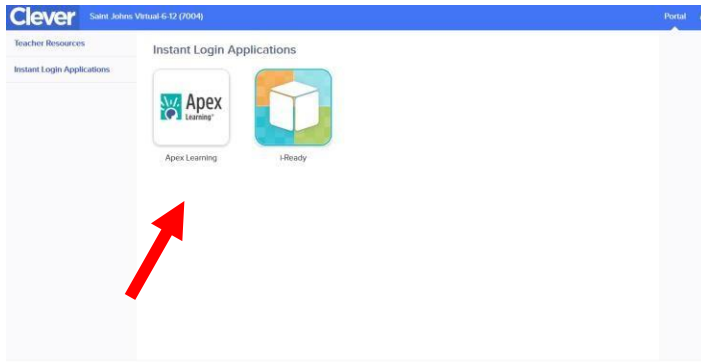 Clever Saint Johns Virtual 6-12 (7004) Portal
Teacher Resources
Instant Login Applications
Instant Login Applications
Apex
Learning
Apex Learning
i-Ready